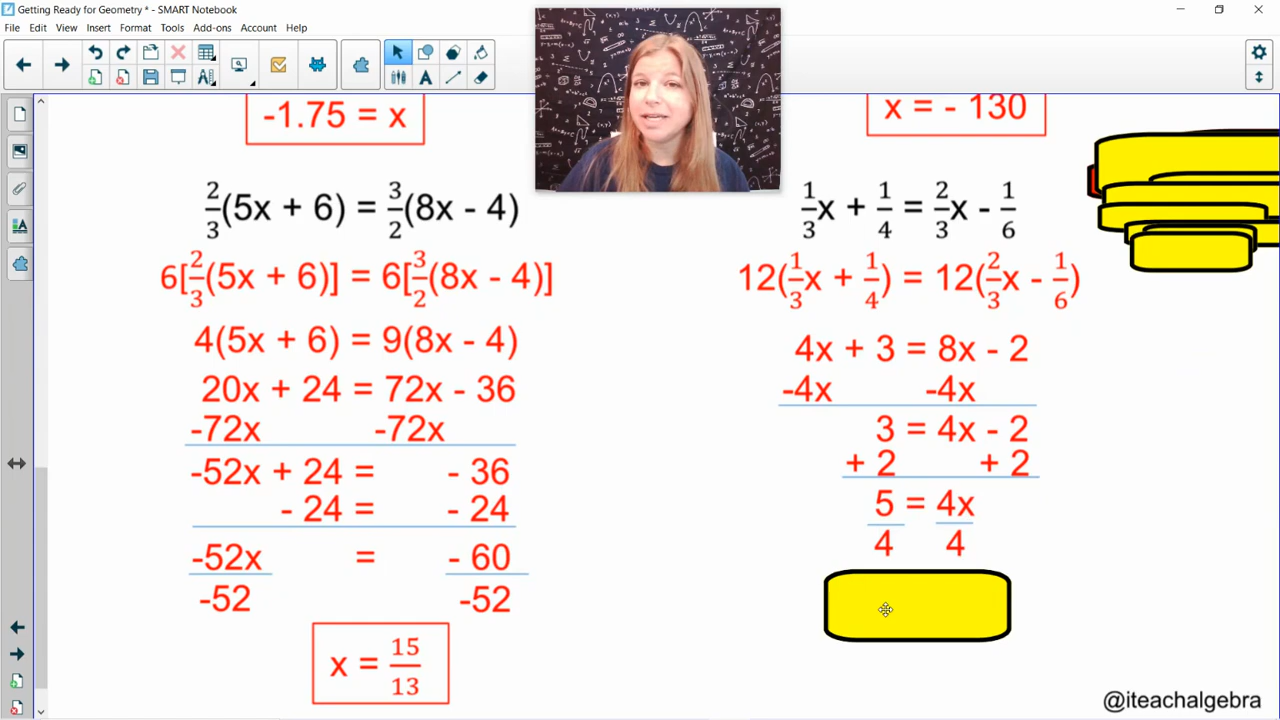 Getting Ready for Geometry * - SMART Notebook
File Edit View Insert Format Tools Add-ons Account Help
-1.75 = x
2/3(5x + 6) = 3/2(8x - 4)
6[2/3(5x + 6)] = 6[3/2(8x - 4)]
4(5x + 6) = 9(8x - 4)
20x + 24 = 72x - 36
-72x -72x
-52x + 24 = - 36
- 24 = - 24
-52x = - 60
-52 -52
x = 15/13
x = - 130
1/3x + 1/4 = 2/3x - 1/6
12(1/3x + 1/4) = 12(2/3x - 1/6)
4x + 3 = 8x - 2
-4x -4x
3 = 4x - 2
+ 2 + 2
5 = 4x
4 4
@iteachalgebra